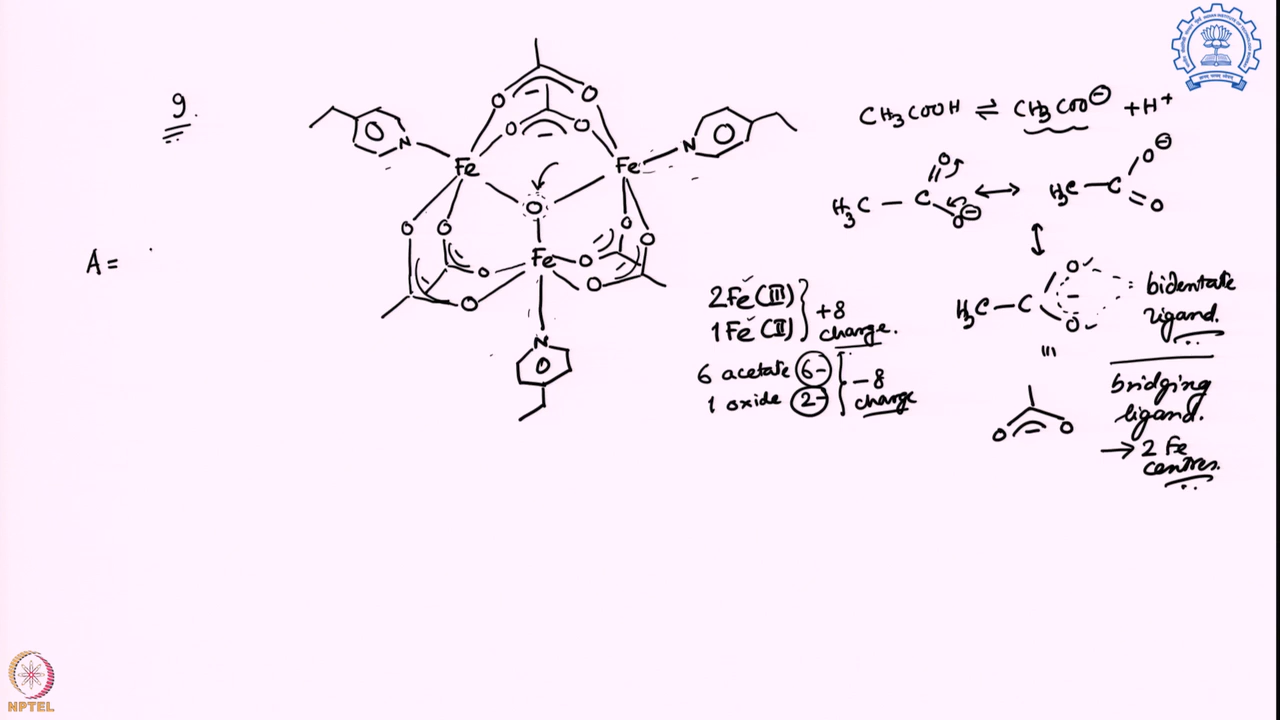 9.
A =
O O
O O
N Fe Fe N
O
O O O O
Fe
O O O
O
N
CH3COOH ⇌ CH3COO⊖ + H+
H3C – C O O⊖ ↔ H3C – C O⊖ O
H3C – C O O : bidentate
ligand.
2Fe(III) } +8
1Fe(II) charge.
6 acetate 6- } –8
1 oxide 2- charge
O O
bridging
ligand.
→ 2 Fe
centres.
NPTEL